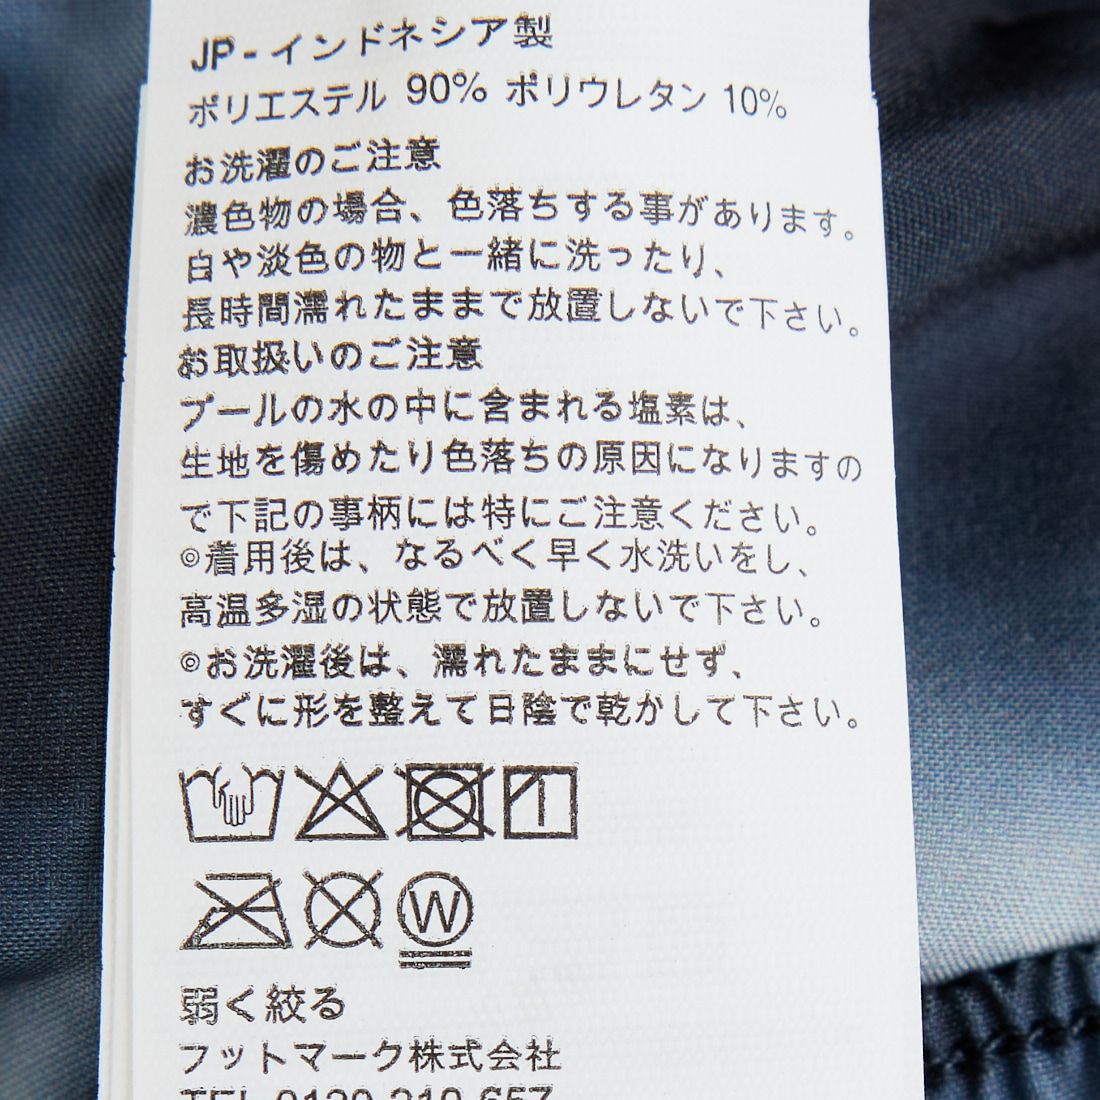 JP-インドネシア製
ポリエステル 90% ポリウレタン 10%
お洗濯のご注意
濃色物の場合、色落ちする事があります。
白や淡色の物と一緒に洗ったり、
長時間濡れたままで放置しないで下さい。
お取扱いのご注意
プールの水の中に含まれる塩素は、
生地を傷めたり色落ちの原因になりますの
で下記の事柄には特にご注意ください。
◎着用後は、なるべく早く水洗いをし、
高温多湿の状態で放置しないで下さい。
◎お洗濯後は、濡れたままにせず、
すぐに形を整えて日陰で乾かして下さい。
W
弱く絞る
フットマーク株式会社
TEL 0120-210-657